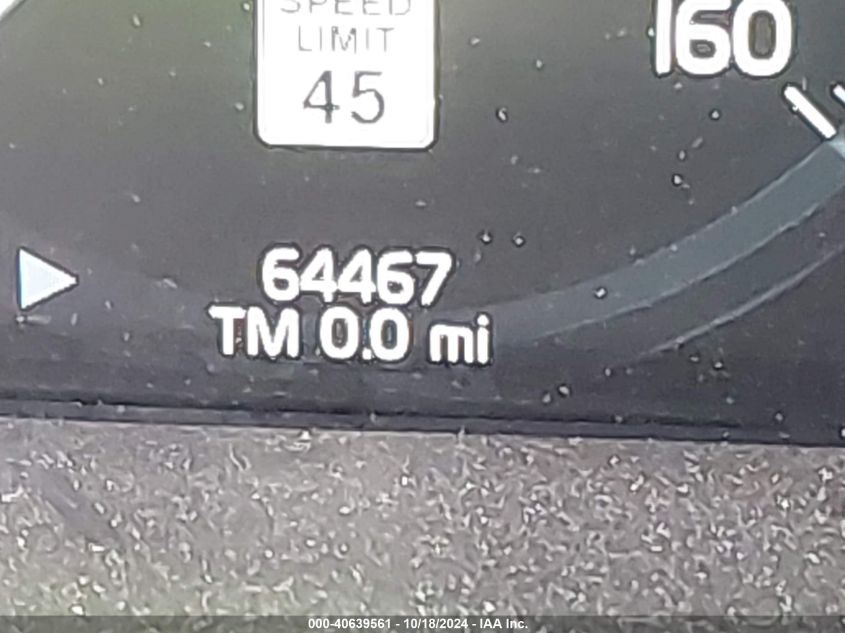 SPEED
LIMIT
45
160
64467
TM 0.0 mi
000-40639561 - 10/18/2024 - IAA Inc.